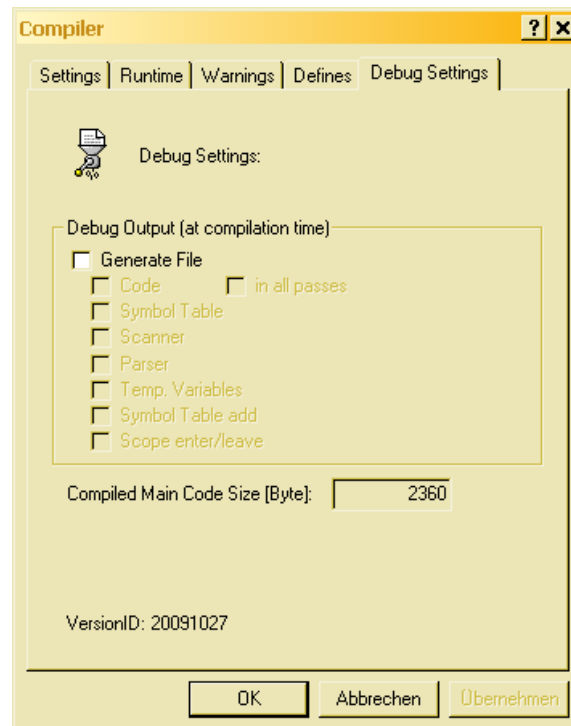 Compiler
Settings Runtime Warnings Defines Debug Settings
Debug Settings:
Debug Output (at compilation time)
Generate File
Code in all passes
Symbol Table
Scanner
Parser
Temp. Variables
Symbol Table add
Scope enter/leave
Compiled Main Code Size [Byte]: 2360
VersionID: 20091027
OK Abbrechen Übernehmen